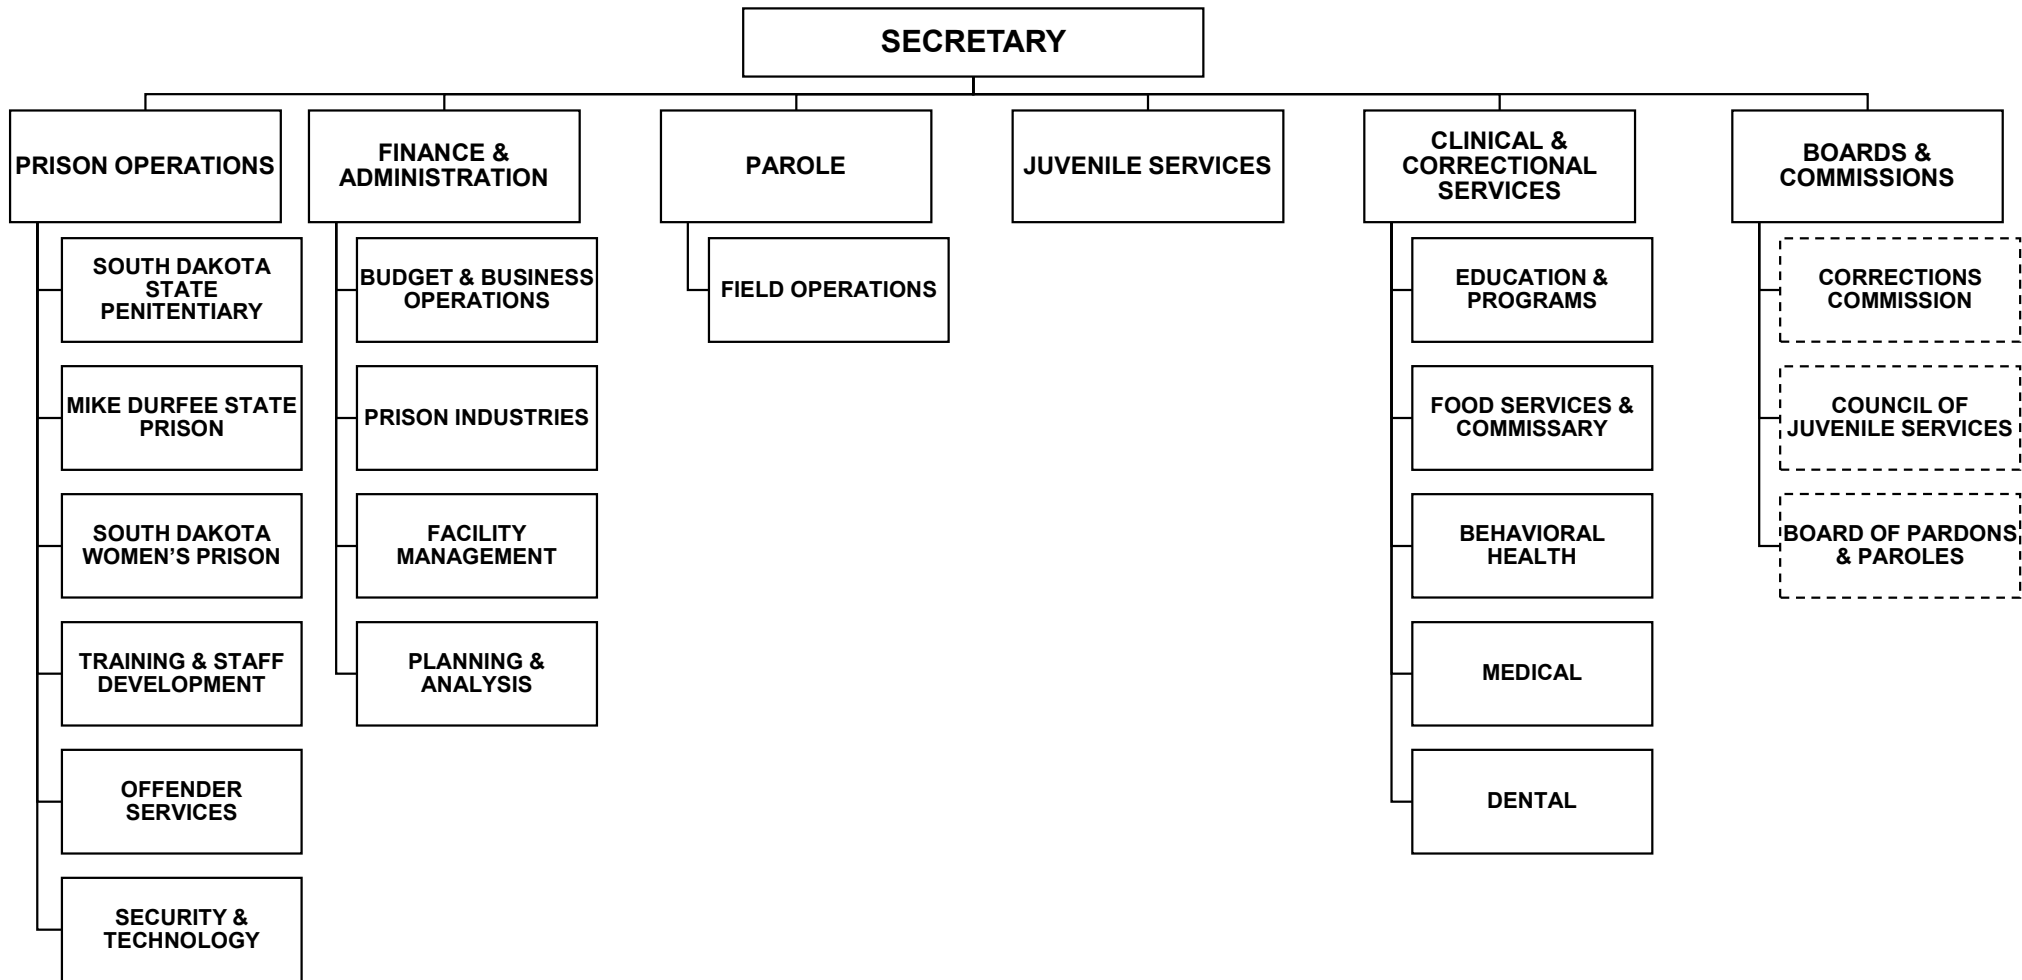 SECRETARY
PRISON OPERATIONS
FINANCE &
ADMINISTRATION
PAROLE
JUVENILE SERVICES
CLINICAL &
CORRECTIONAL
SERVICES
BOARDS &
COMMISSIONS
SOUTH DAKOTA
STATE
PENITENTIARY
MIKE DURFEE STATE
PRISON
SOUTH DAKOTA
WOMEN’S PRISON
TRAINING & STAFF
DEVELOPMENT
OFFENDER
SERVICES
SECURITY &
TECHNOLOGY
BUDGET & BUSINESS
OPERATIONS
PRISON INDUSTRIES
FACILITY
MANAGEMENT
PLANNING &
ANALYSIS
FIELD OPERATIONS
EDUCATION &
PROGRAMS
FOOD SERVICES &
COMMISSARY
BEHAVIORAL
HEALTH
MEDICAL
DENTAL
CORRECTIONS
COMMISSION
COUNCIL OF
JUVENILE SERVICES
BOARD OF PARDONS
& PAROLES